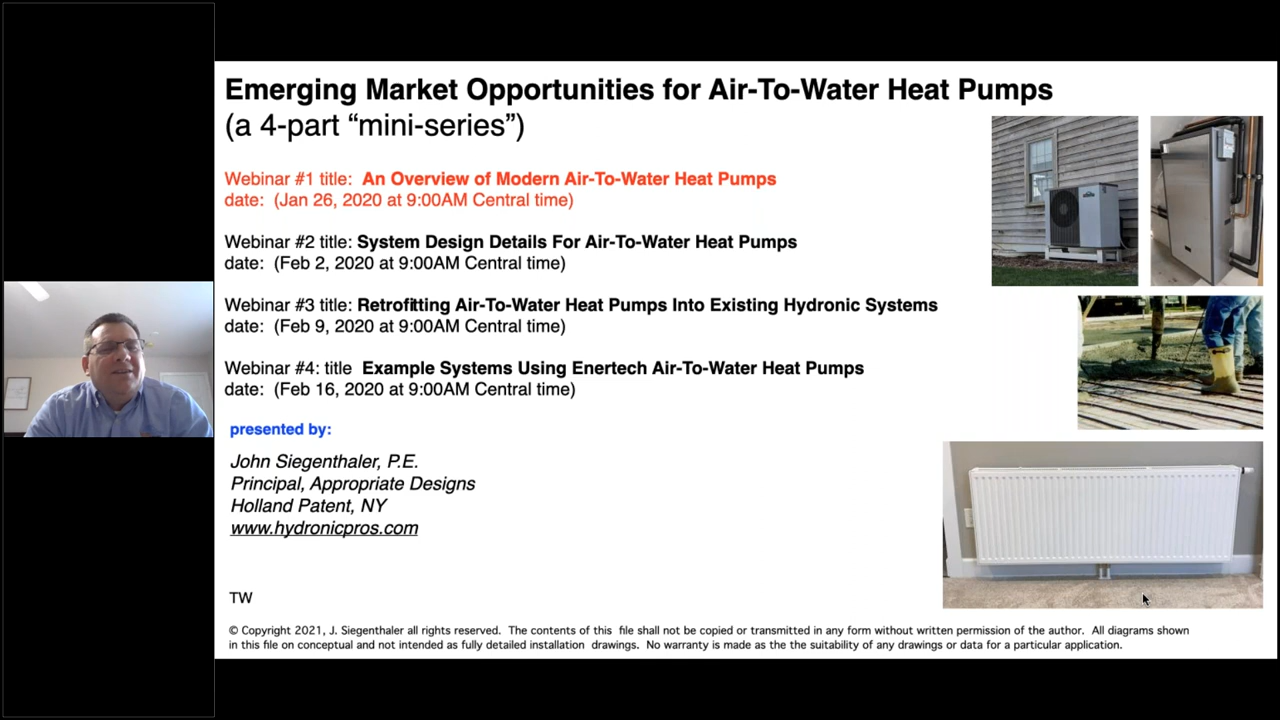 Emerging Market Opportunities for Air-To-Water Heat Pumps
(a 4-part “mini-series”)
Webinar #1 title: An Overview of Modern Air-To-Water Heat Pumps
date: (Jan 26, 2020 at 9:00AM Central time)
Webinar #2 title: System Design Details For Air-To-Water Heat Pumps
date: (Feb 2, 2020 at 9:00AM Central time)
Webinar #3 title: Retrofitting Air-To-Water Heat Pumps Into Existing Hydronic Systems
date: (Feb 9, 2020 at 9:00AM Central time)
Webinar #4: title Example Systems Using Enertech Air-To-Water Heat Pumps
date: (Feb 16, 2020 at 9:00AM Central time)
presented by:
John Siegenthaler, P.E.
Principal, Appropriate Designs
Holland Patent, NY
www.hydronicpros.com
TW
© Copyright 2021, J. Siegenthaler all rights reserved. The contents of this file shall not be copied or transmitted in any form without written permission of the author. All diagrams shown
in this file on conceptual and not intended as fully detailed installation drawings. No warranty is made as the the suitability of any drawings or data for a particular application.